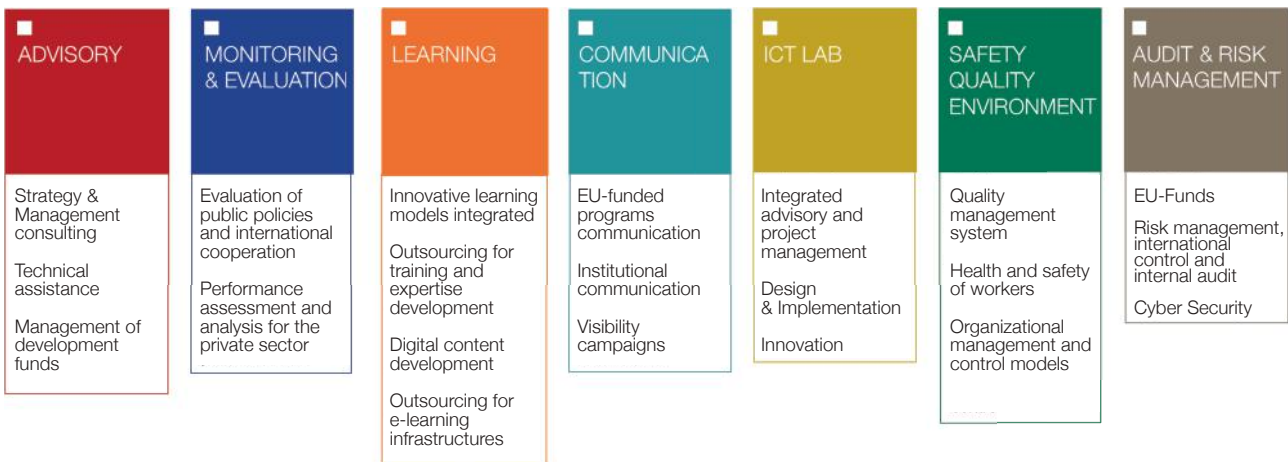 ADVISORY
Strategy &
Management
consulting
Technical
assistance
Management of
development
funds
MONITORING
& EVALUATION
Evaluation of
public policies
and international
cooperation
Performance
assessment and
analysis for the
private sector
LEARNING
Innovative learning
models integrated
Outsourcing for
training and
expertise
development
Digital content
development
Outsourcing for
e-learning
infrastructures
COMMUNICA
TION
EU-funded
programs
communication
Institutional
communication
Visibility
campaigns
ICT LAB
Integrated
advisory and
project
management
Design
& Implementation
Innovation
SAFETY
QUALITY
ENVIRONMENT
Quality
management
system
Health and safety
of workers
Organizational
management and
control models
AUDIT & RISK
MANAGEMENT
EU-Funds
Risk management,
international
control and
internal audit
Cyber Security